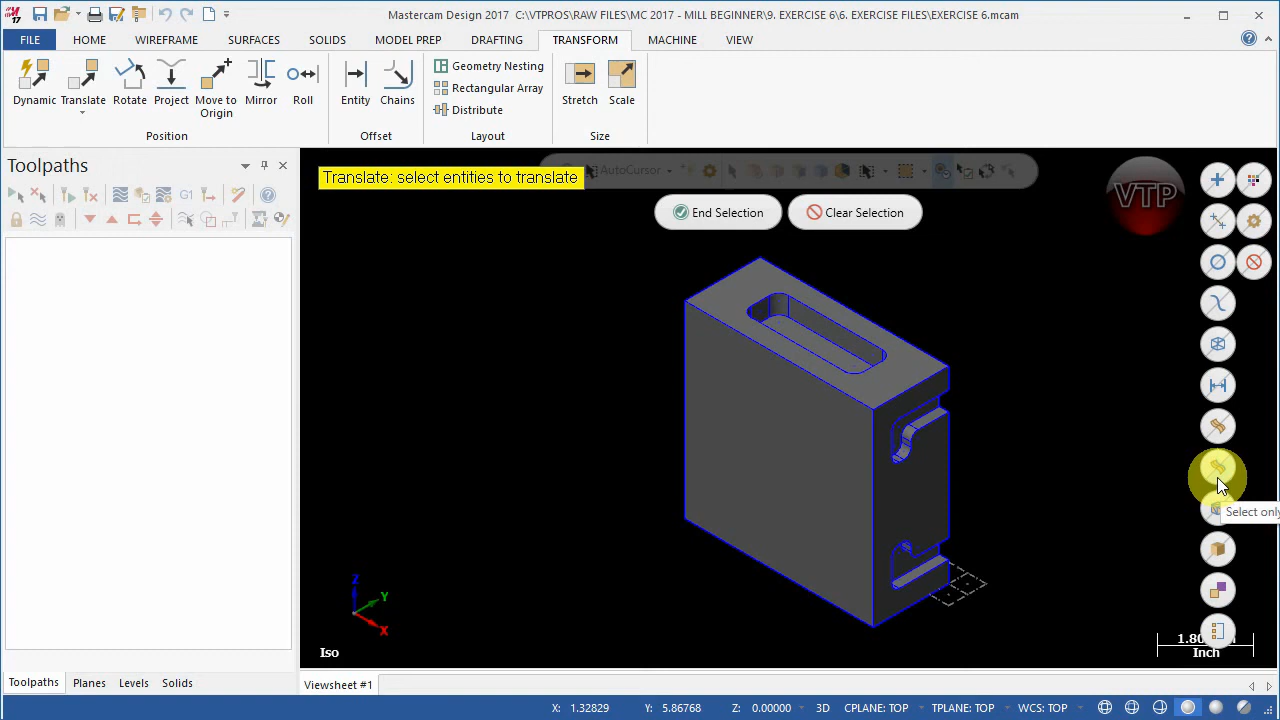 Mastercam Design 2017 C:\VTPROS\RAW FILES\MC 2017 - MILL BEGINNER\9. EXERCISE 6\6. EXERCISE FILES\EXERCISE 6.mcam
FILE HOME WIREFRAME SURFACES SOLIDS MODEL PREP DRAFTING TRANSFORM MACHINE VIEW
Dynamic Translate Rotate Project Move to Origin Mirror Roll
Position
Entity Chains
Offset
Geometry Nesting
Rectangular Array
Distribute
Layout
Stretch Scale
Size
Toolpaths
G1
Translate: select entities to translate
AutoCursor
End Selection Clear Selection
VTP
Select only
Z
Y
X
Iso
1.80
Inch
Toolpaths Planes Levels Solids
Viewsheet #1
X: 1.32829 Y: 5.86768 Z: 0.00000 3D CPLANE: TOP TPLANE: TOP WCS: TOP